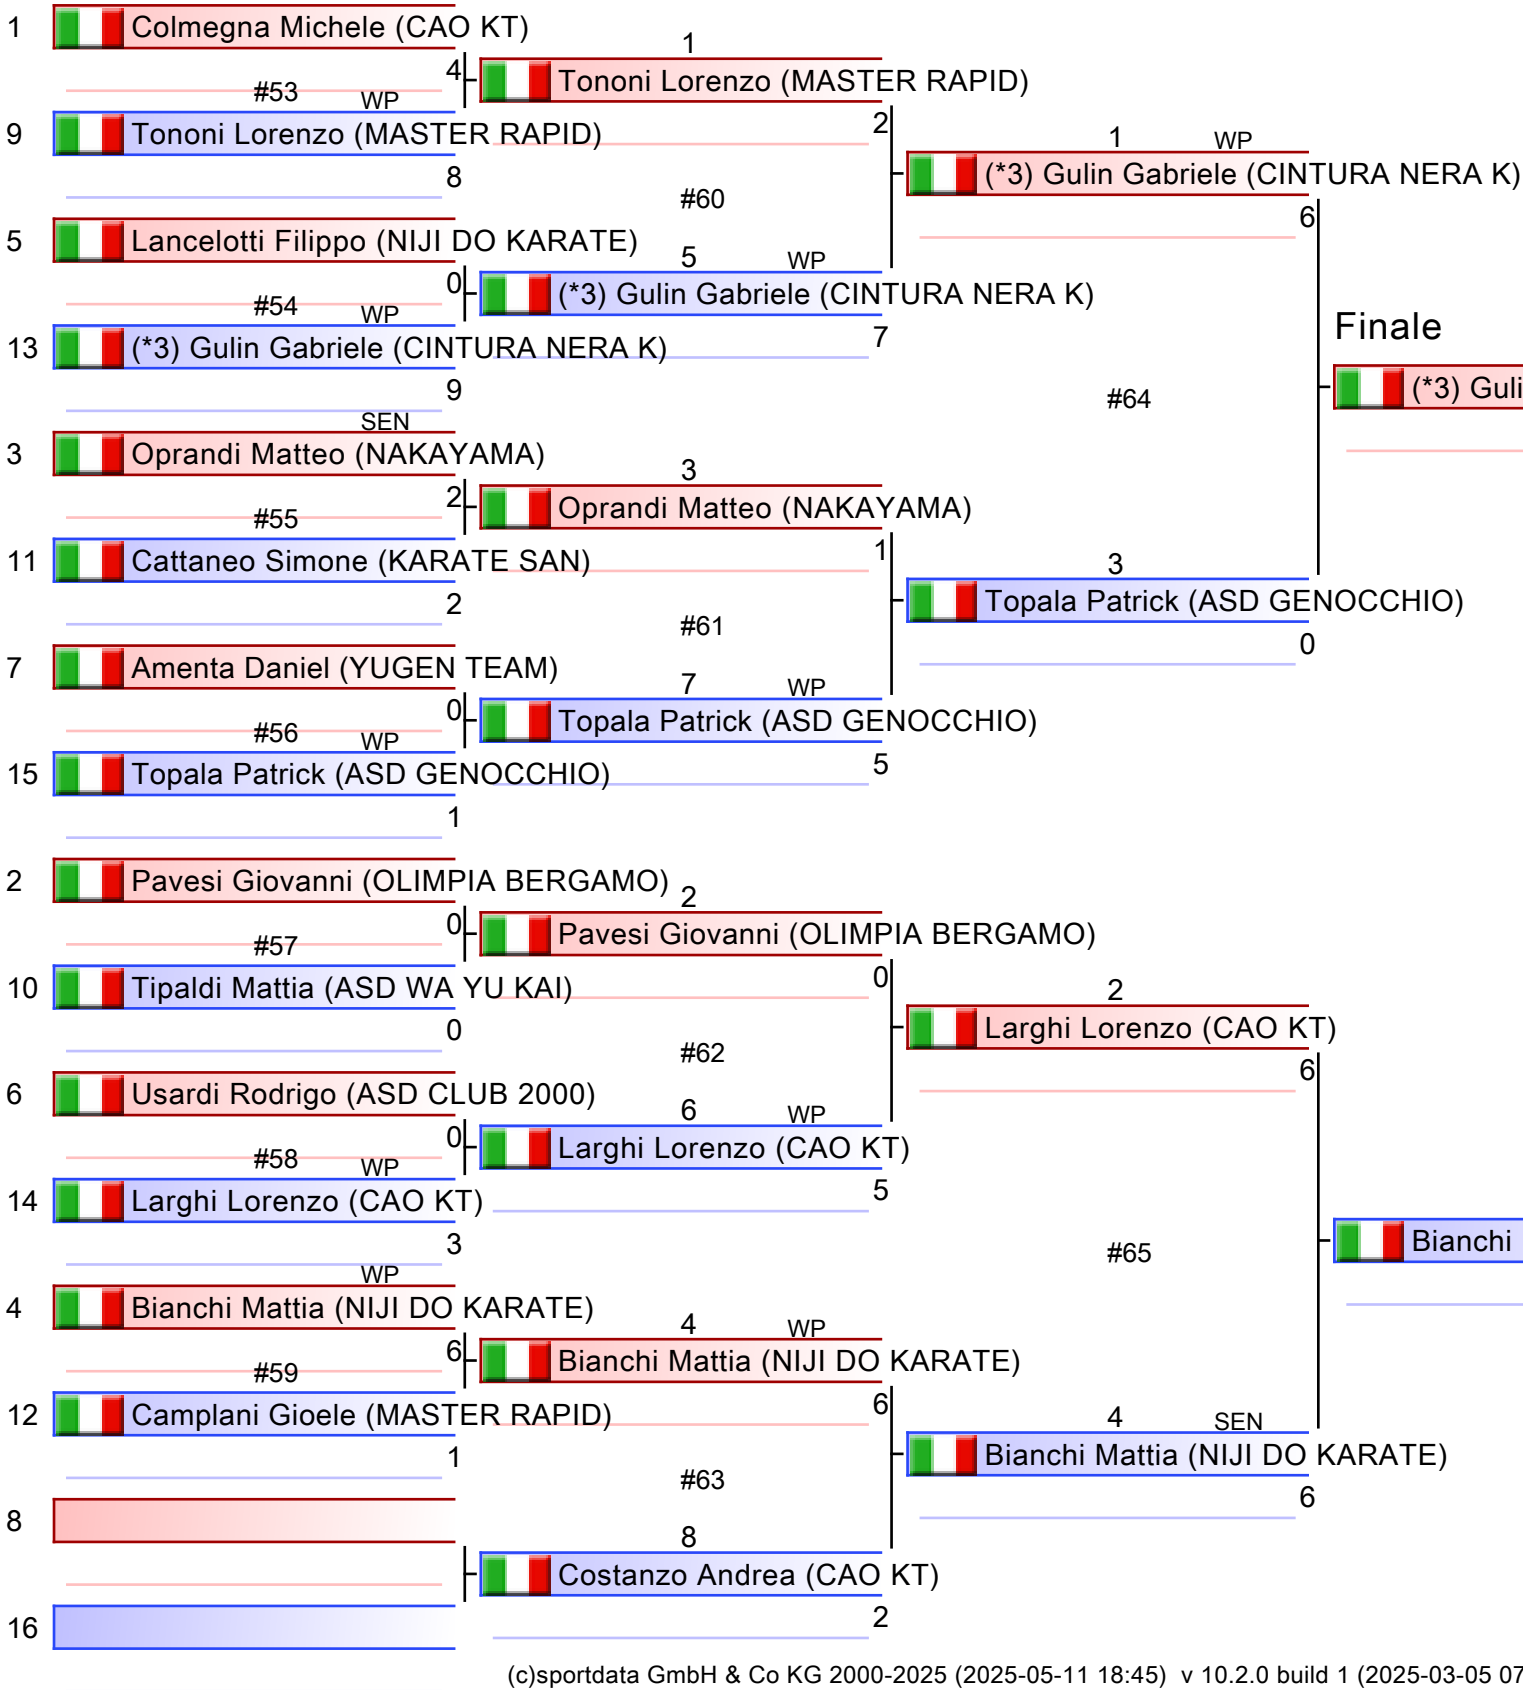 1 Colmegna Michele (CAO KT)
1
4 Tononi Lorenzo (MASTER RAPID)
#53 WP
9 Tononi Lorenzo (MASTER RAPID)
2
1 WP
(*3) Gulin Gabriele (CINTURA NERA K)
8
#60
6
5 Lancelotti Filippo (NIJI DO KARATE)
5 WP
0 (*3) Gulin Gabriele (CINTURA NERA K)
#54 WP
13 (*3) Gulin Gabriele (CINTURA NERA K)
7
Finale
9
#64
(*3) Guli
SEN
3 Oprandi Matteo (NAKAYAMA)
3
2 Oprandi Matteo (NAKAYAMA)
#55
11 Cattaneo Simone (KARATE SAN)
1
3
Topala Patrick (ASD GENOCCHIO)
2
#61
0
7 Amenta Daniel (YUGEN TEAM)
7 WP
0 Topala Patrick (ASD GENOCCHIO)
#56 WP
15 Topala Patrick (ASD GENOCCHIO)
5
1
2 Pavesi Giovanni (OLIMPIA BERGAMO)
2
0 Pavesi Giovanni (OLIMPIA BERGAMO)
#57
10 Tipaldi Mattia (ASD WA YU KAI)
0
2
Larghi Lorenzo (CAO KT)
0
#62
6
6 Usardi Rodrigo (ASD CLUB 2000)
6 WP
0 Larghi Lorenzo (CAO KT)
#58 WP
14 Larghi Lorenzo (CAO KT)
5
3
#65
Bianchi
WP
4 Bianchi Mattia (NIJI DO KARATE)
4 WP
6 Bianchi Mattia (NIJI DO KARATE)
#59
12 Camplani Gioele (MASTER RAPID)
6
4 SEN
Bianchi Mattia (NIJI DO KARATE)
1
#63
6
8
8
Costanzo Andrea (CAO KT)
2
16
(c)sportdata GmbH & Co KG 2000-2025 (2025-05-11 18:45) v 10.2.0 build 1 (2025-03-05 07